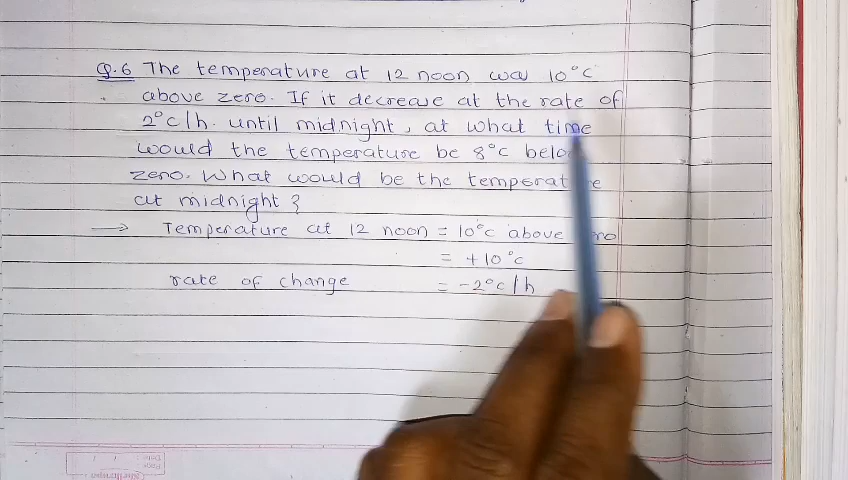 Q.6 The temperature at 12 noon was 10°C
above zero. If it decrease at the rate of
2°c/h. until midnight, at what time
would the temperature be 8°c
zero. What would be the
at midnight?
→ Temperature at 12 noon = 10°c above
= +10°c
rate of change = -2°c/h